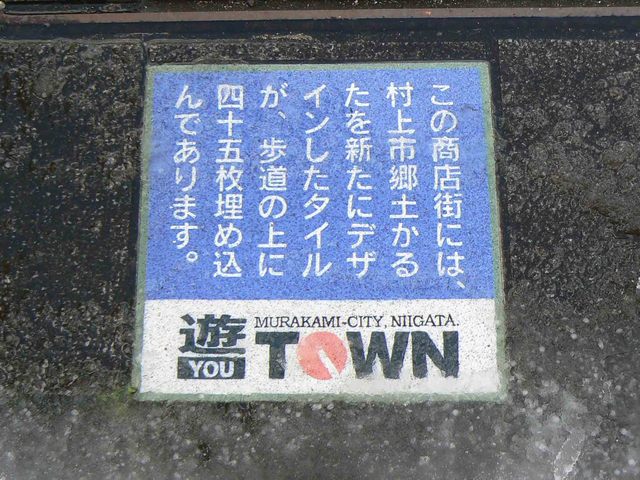 この商店街には、
村上市郷土かる
たを新たにデザ
インしたタイル
が、歩道の上に
四十五枚埋め込
んであります。
遊
YOU
MURAKAMI-CITY, NIIGATA.
TOWN